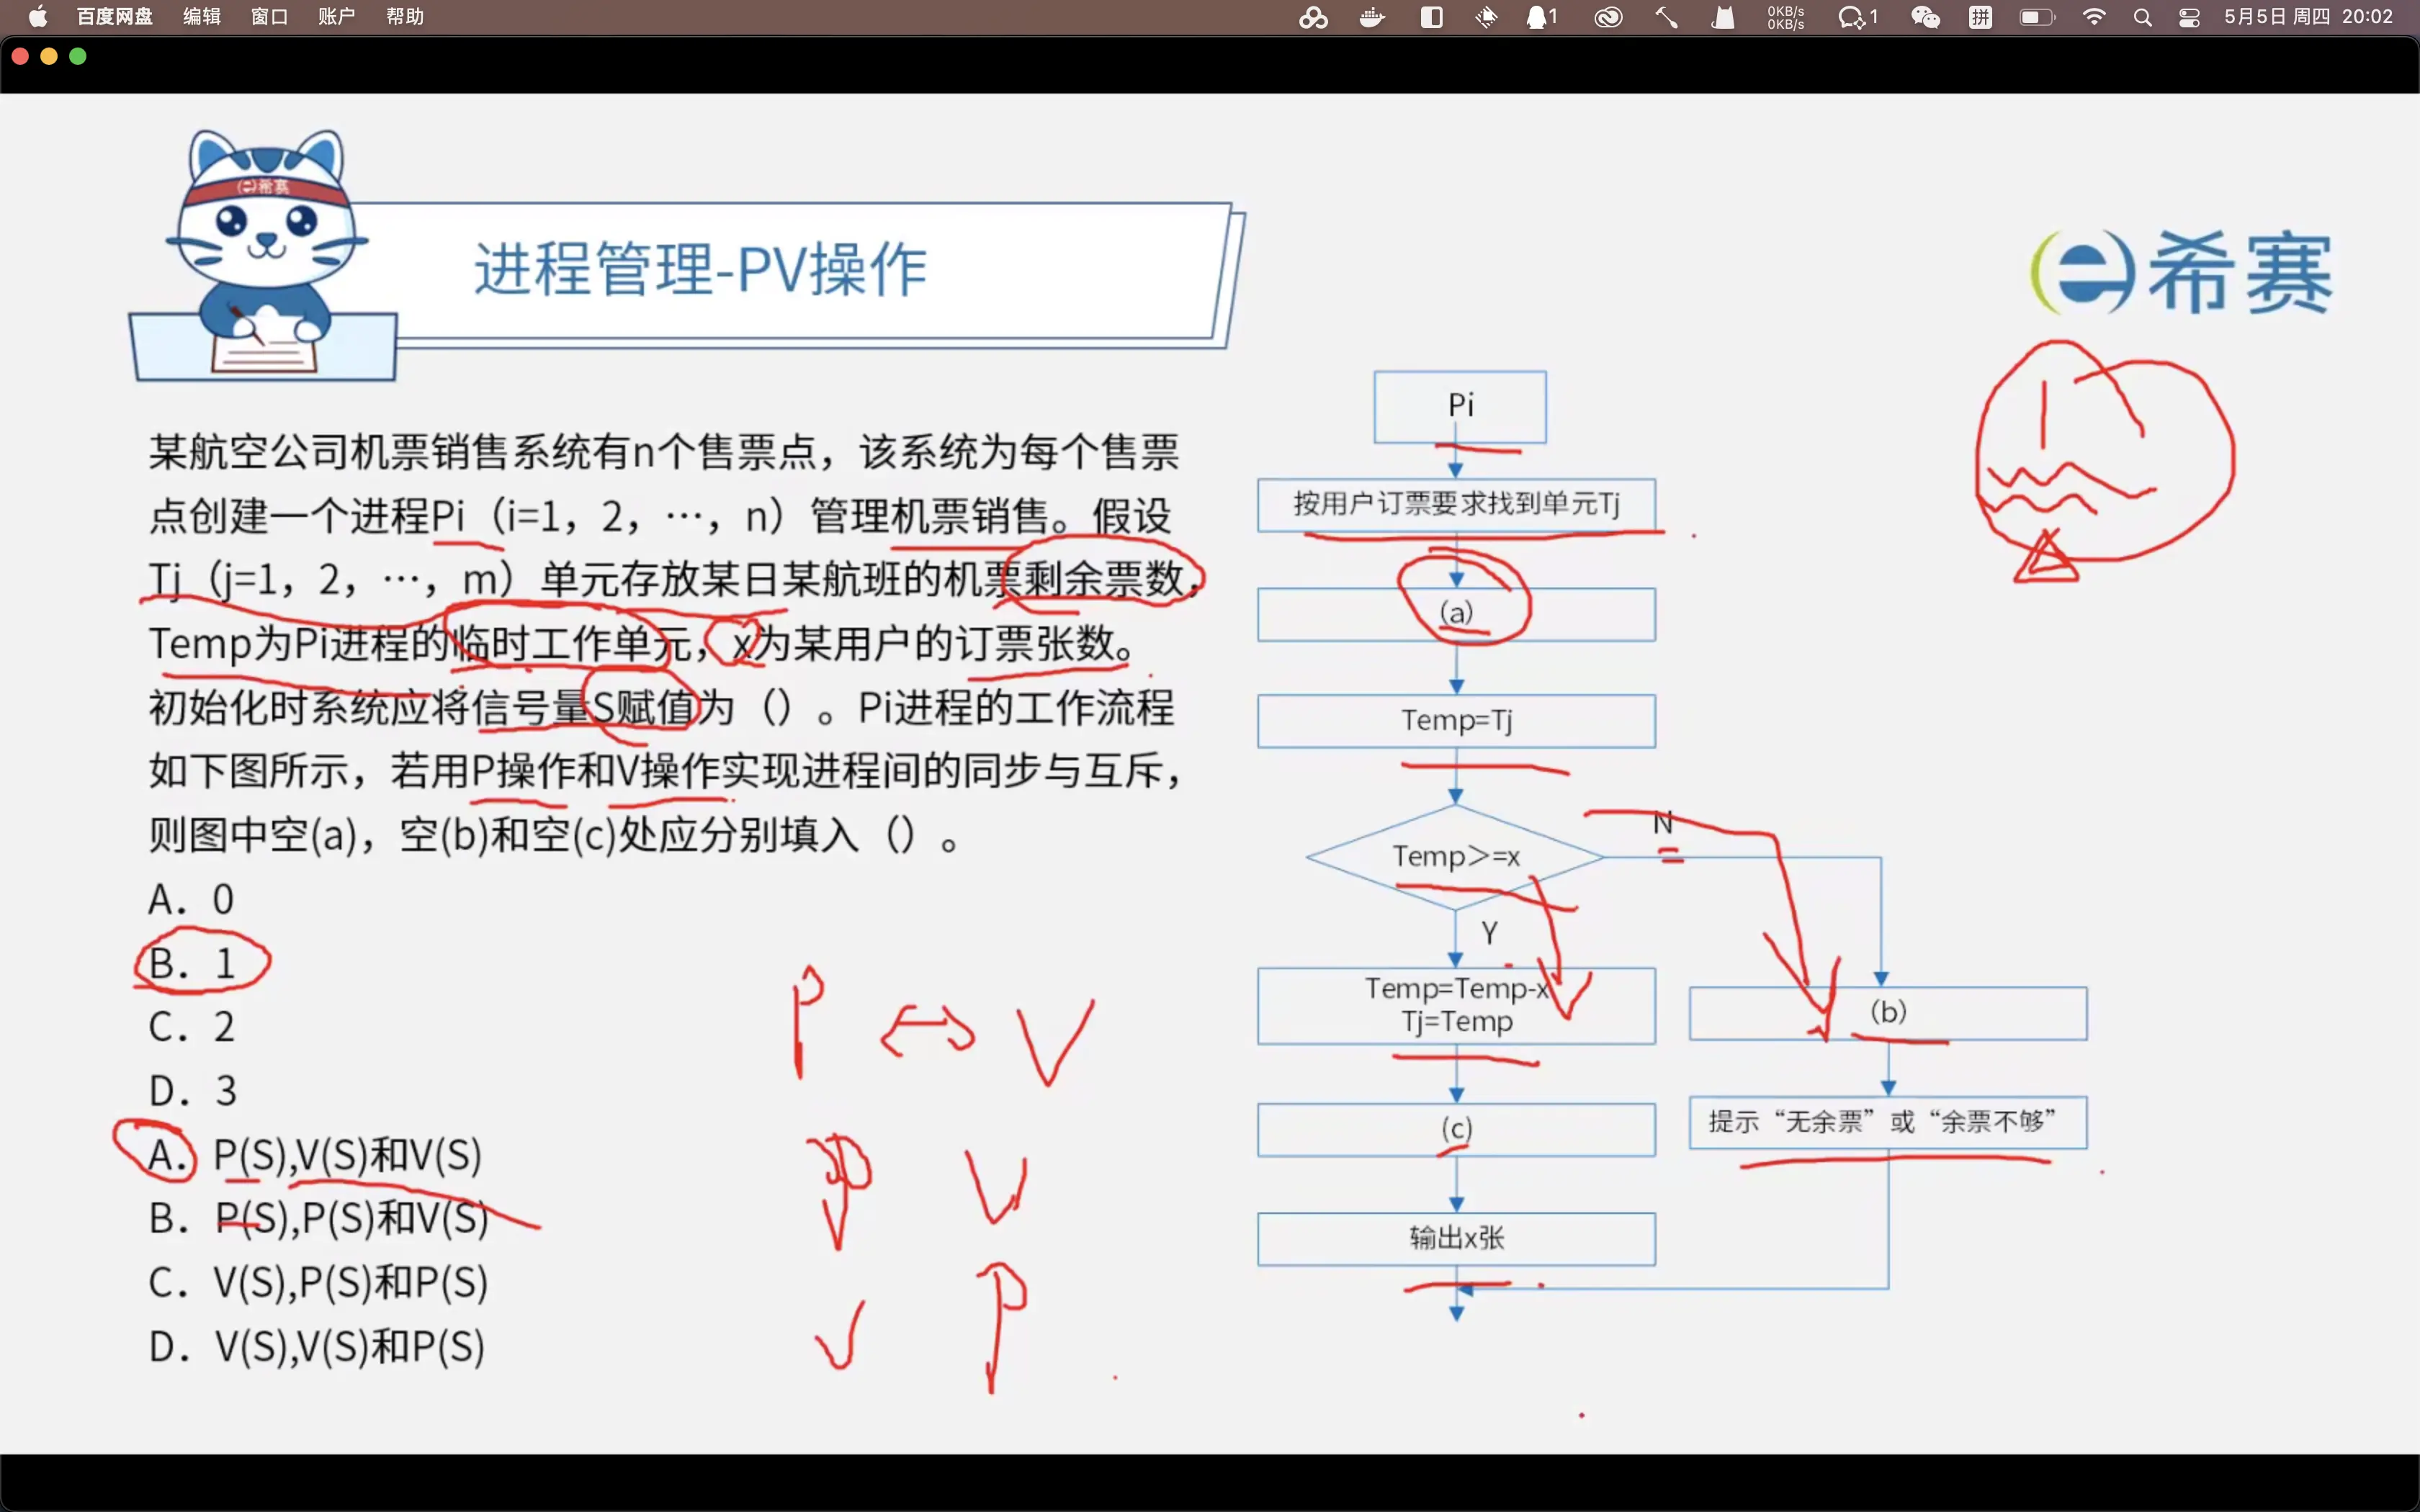 百度网盘 编辑 窗口 账户 帮助 1 0KB/s 0KB/s 1 拼 5月5日 周四 20:02
希赛
进程管理-PV操作
希赛
某航空公司机票销售系统有n个售票点，该系统为每个售票
点创建一个进程Pi（i=1，2，…，n）管理机票销售。假设
Tj（j=1，2，…，m）单元存放某日某航班的机票剩余票数，
Temp为Pi进程的临时工作单元，x为某用户的订票张数。
初始化时系统应将信号量S赋值为（）。Pi进程的工作流程
如下图所示，若用P操作和V操作实现进程间的同步与互斥，
则图中空(a)，空(b)和空(c)处应分别填入（）。
A．0
B．1
C．2
D．3
A．P(S),V(S)和V(S)
B．P(S),P(S)和V(S)
C．V(S),P(S)和P(S)
D．V(S),V(S)和P(S)
P V
P V
V P
Pi
按用户订票要求找到单元Tj
(a)
Temp=Tj
Temp＞=x
N
Y
Temp=Temp-x
Tj=Temp
(b)
(c)
提示“无余票”或“余票不够”
输出x张